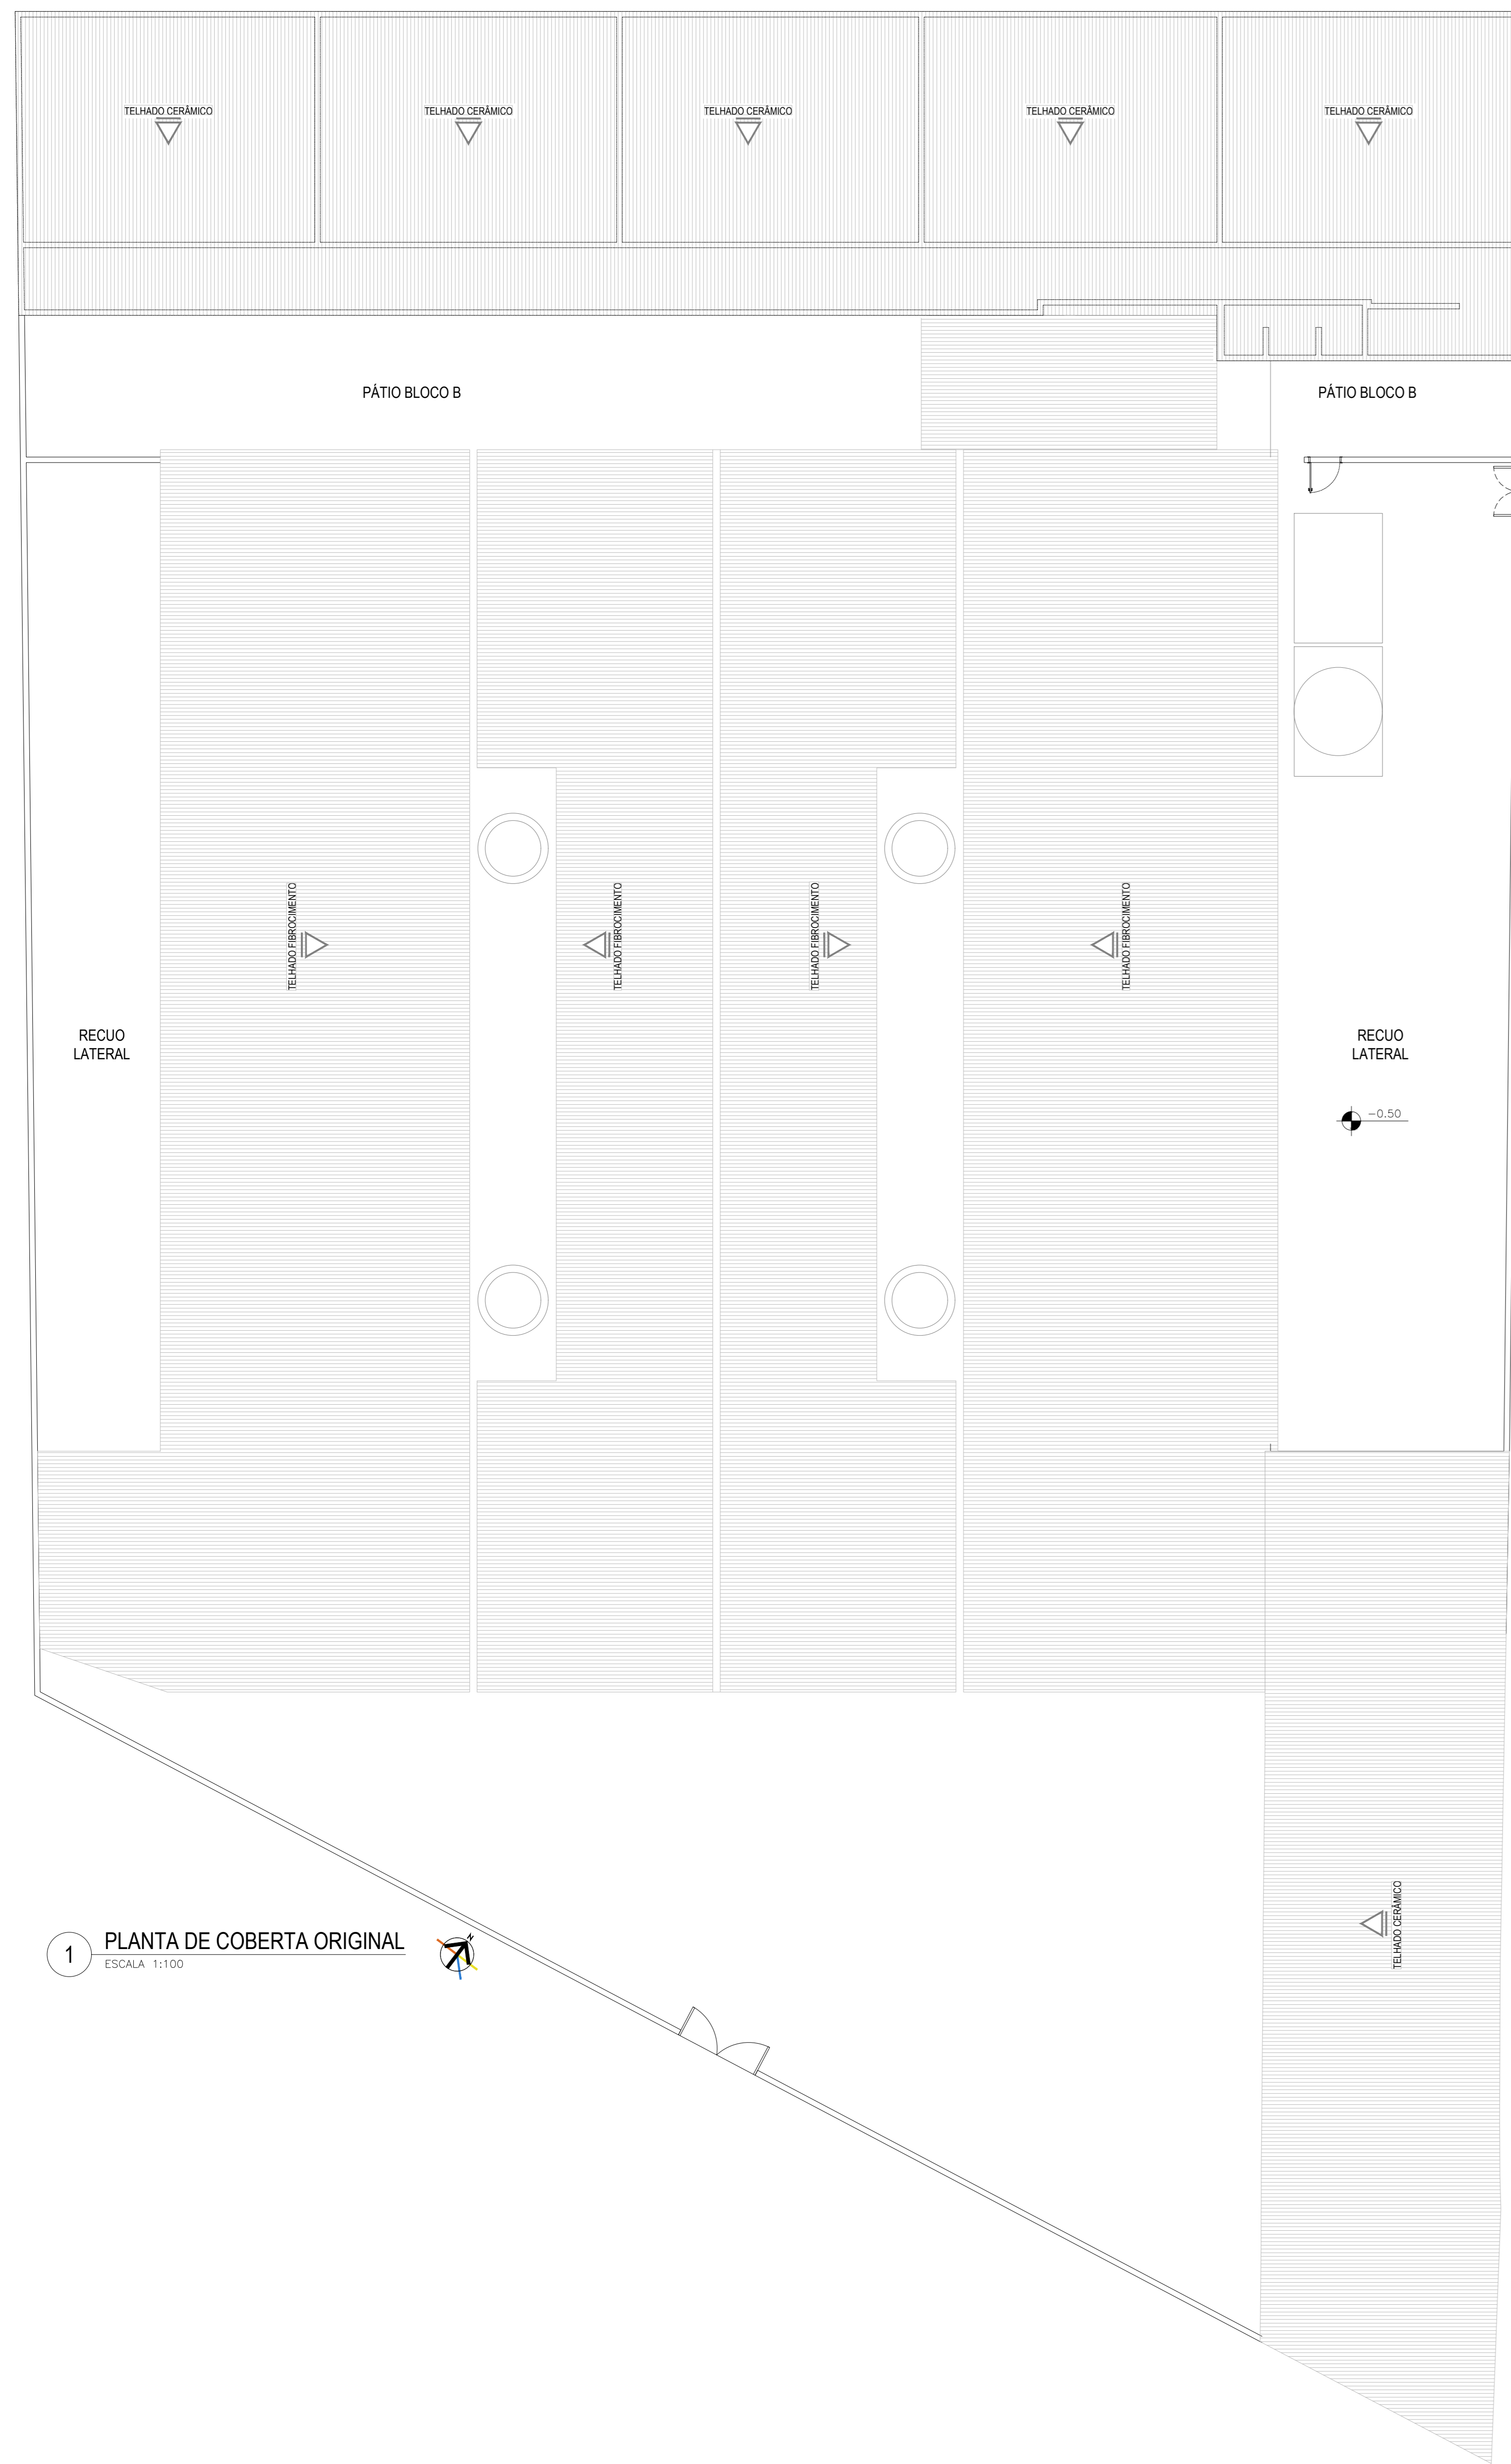 TELHADO CERÂMICO
TELHADO CERÂMICO
TELHADO CERÂMICO
TELHADO CERÂMICO
TELHADO CERÂMICO
PÁTIO BLOCO B
PÁTIO BLOCO B
TELHADO FIBROCIMENTO
TELHADO FIBROCIMENTO
TELHADO FIBROCIMENTO
TELHADO FIBROCIMENTO
RECUO
LATERAL
RECUO
LATERAL
-0.50
TELHADO CERÂMICO
1
PLANTA DE COBERTA ORIGINAL
ESCALA 1:100
N